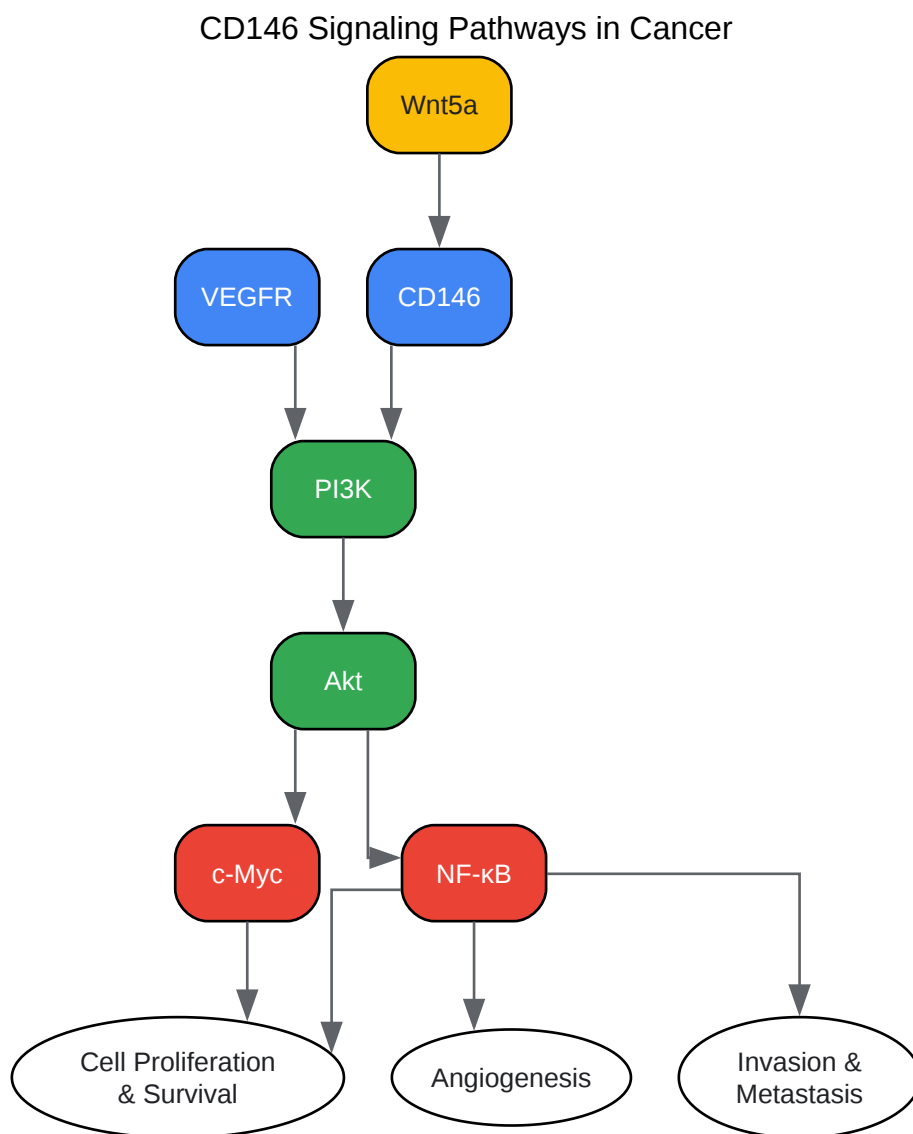 CD146 Signaling Pathways in Cancer
Wnt5a
VEGFR
CD146
PI3K
Akt
c-Myc
NF-κB
Cell Proliferation
& Survival
Angiogenesis
Invasion &
Metastasis